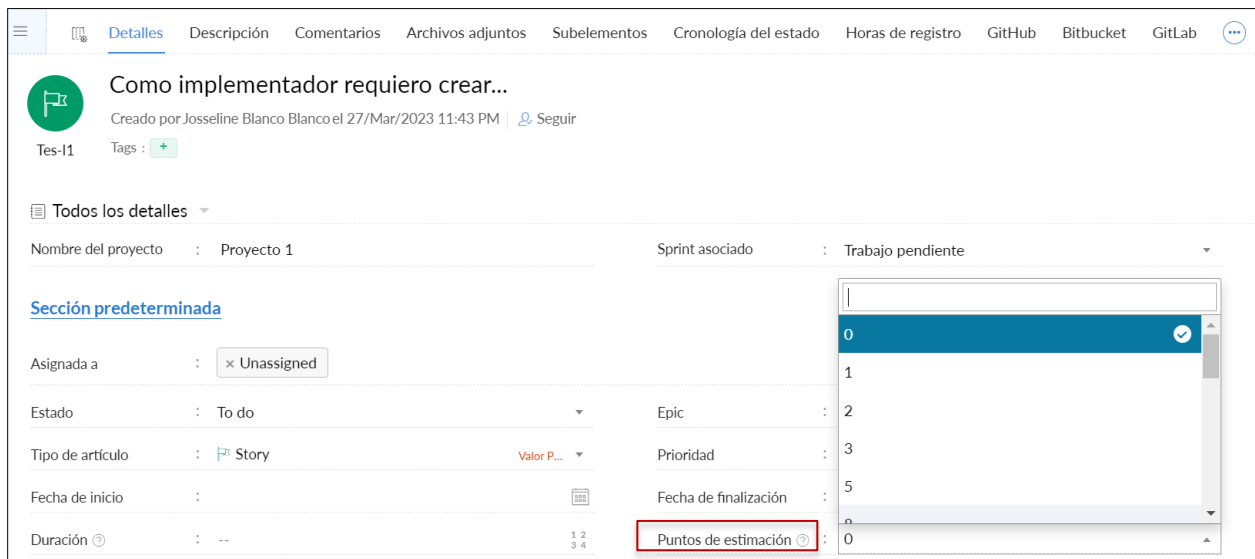 Detalles Descripción Comentarios Archivos adjuntos Subelementos Cronología del estado Horas de registro GitHub Bitbucket GitLab
Como implementador requiero crear...
Creado por Josseline Blanco Blanco el 27/Mar/2023 11:43 PM Seguir
Tes-I1 Tags : +
Todos los detalles
Nombre del proyecto : Proyecto 1 Sprint asociado : Trabajo pendiente
Sección predeterminada
0
Asignada a : × Unassigned
1
Estado : To do Epic : 2
Tipo de artículo : Story Valor P... Prioridad : 3
Fecha de inicio : Fecha de finalización : 5
Duración ? : -- 1 2 3 4 Puntos de estimación ? : 0